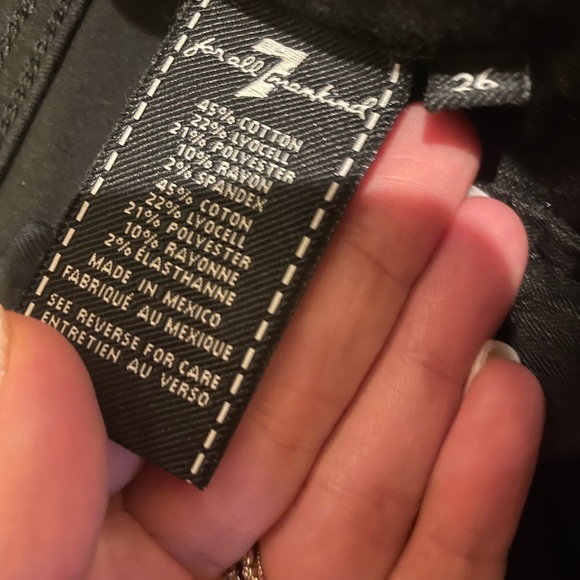 7
for all mankind
26
45% COTTON
22% LYOCELL
21% POLYESTER
10% RAYON
2% SPANDEX
45% COTON
22% LYOCELL
21% POLYESTER
10% RAYONNE
2% ÉLASTHANNE
MADE IN MEXICO
FABRIQUÉ AU MEXIQUE
SEE REVERSE FOR CARE
ENTRETIEN AU VERSO